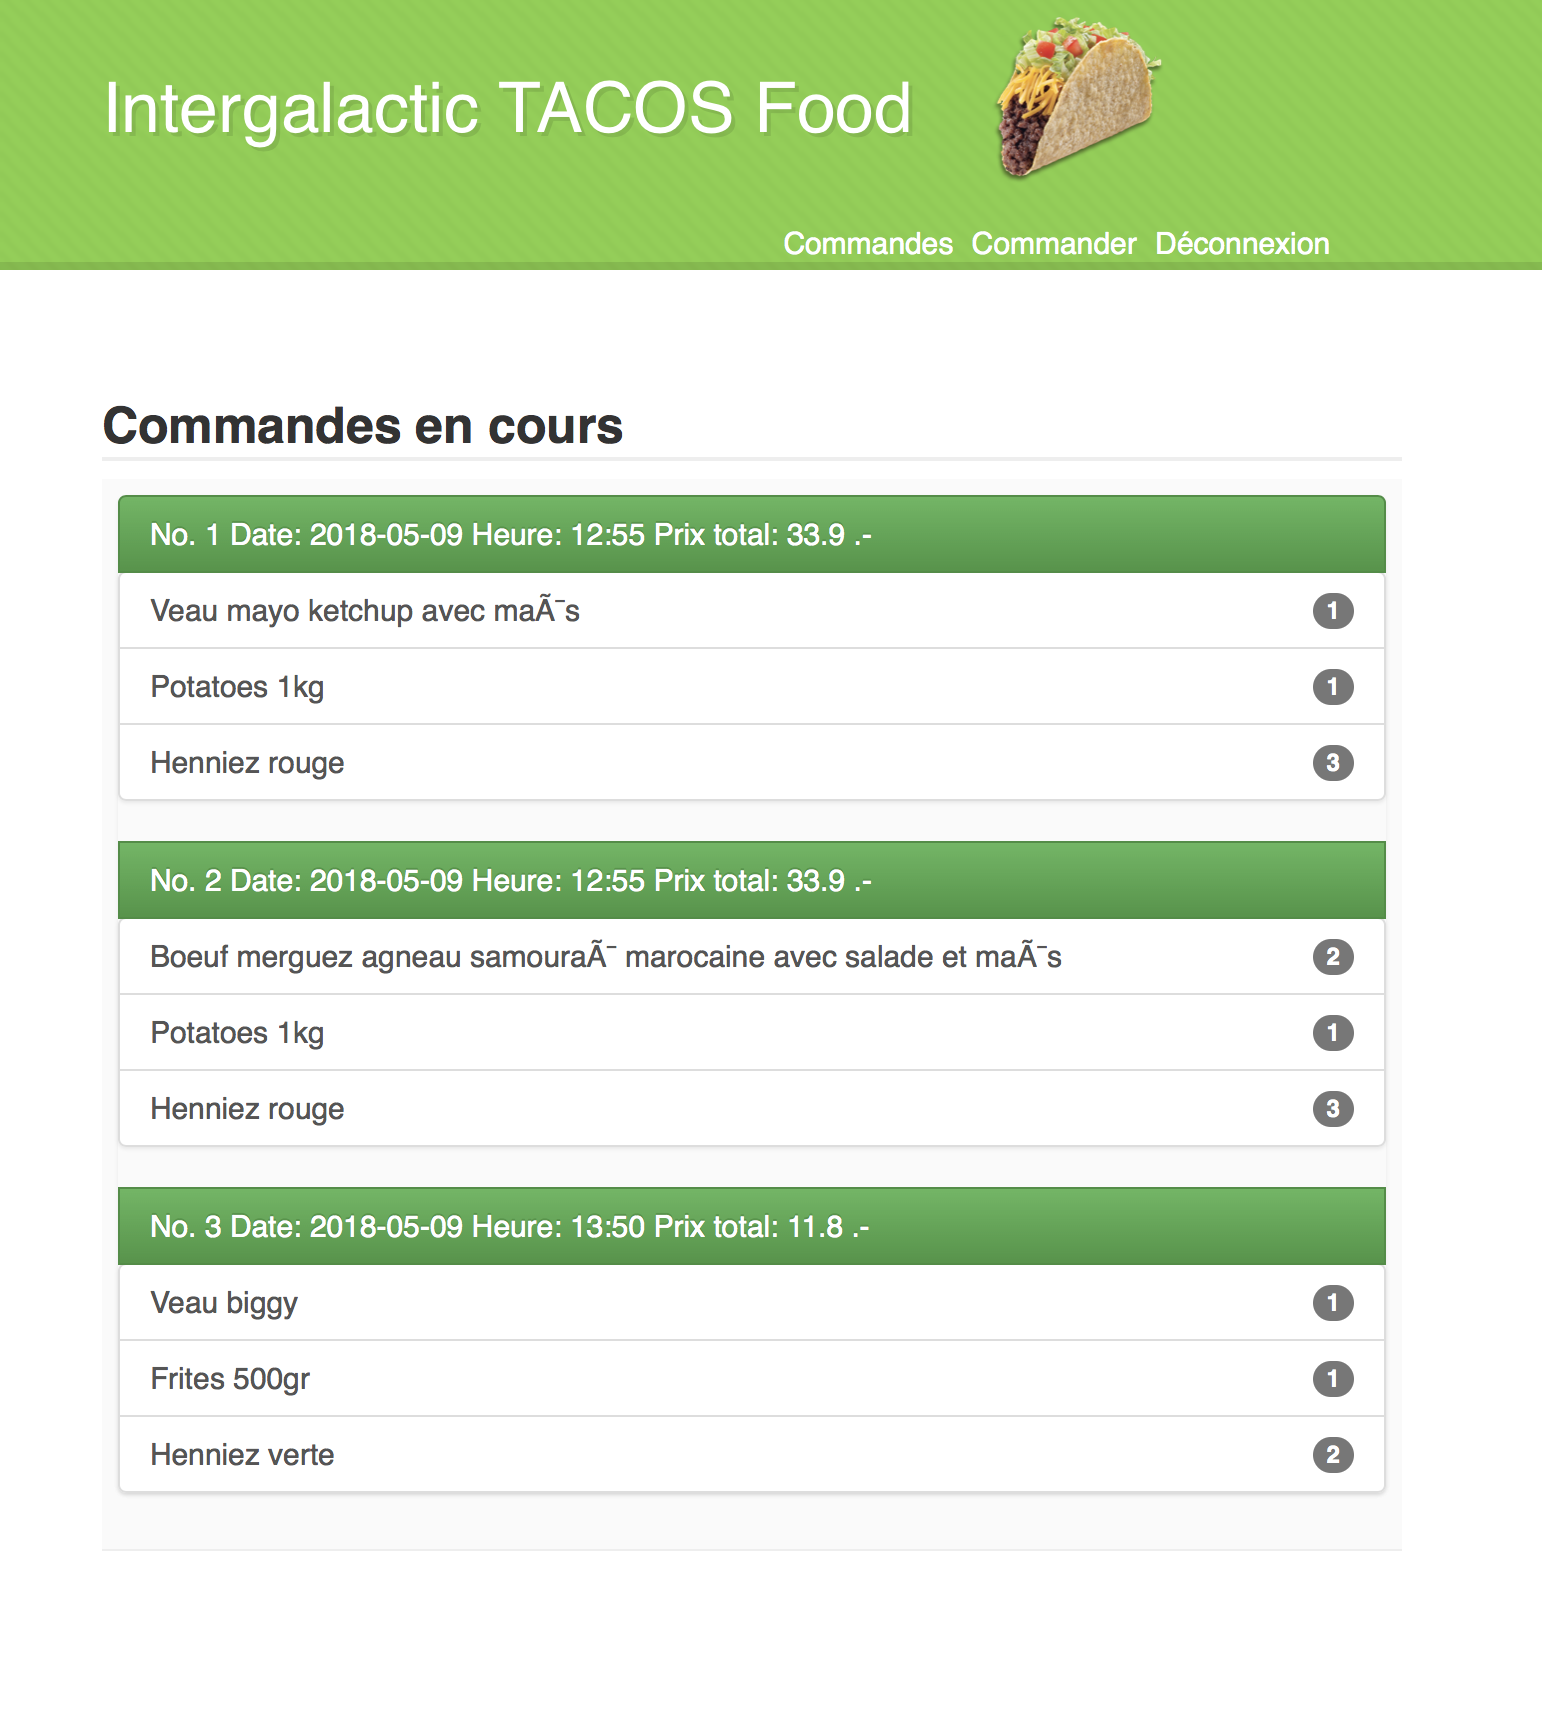 Intergalactic TACOS Food
Commandes Commander Déconnexion
Commandes en cours
No. 1 Date: 2018-05-09 Heure: 12:55 Prix total: 33.9 .-
Veau mayo ketchup avec maÃ¯s 1
Potatoes 1kg 1
Henniez rouge 3
No. 2 Date: 2018-05-09 Heure: 12:55 Prix total: 33.9 .-
Boeuf merguez agneau samouraÃ¯ marocaine avec salade et maÃ¯s 2
Potatoes 1kg 1
Henniez rouge 3
No. 3 Date: 2018-05-09 Heure: 13:50 Prix total: 11.8 .-
Veau biggy 1
Frites 500gr 1
Henniez verte 2